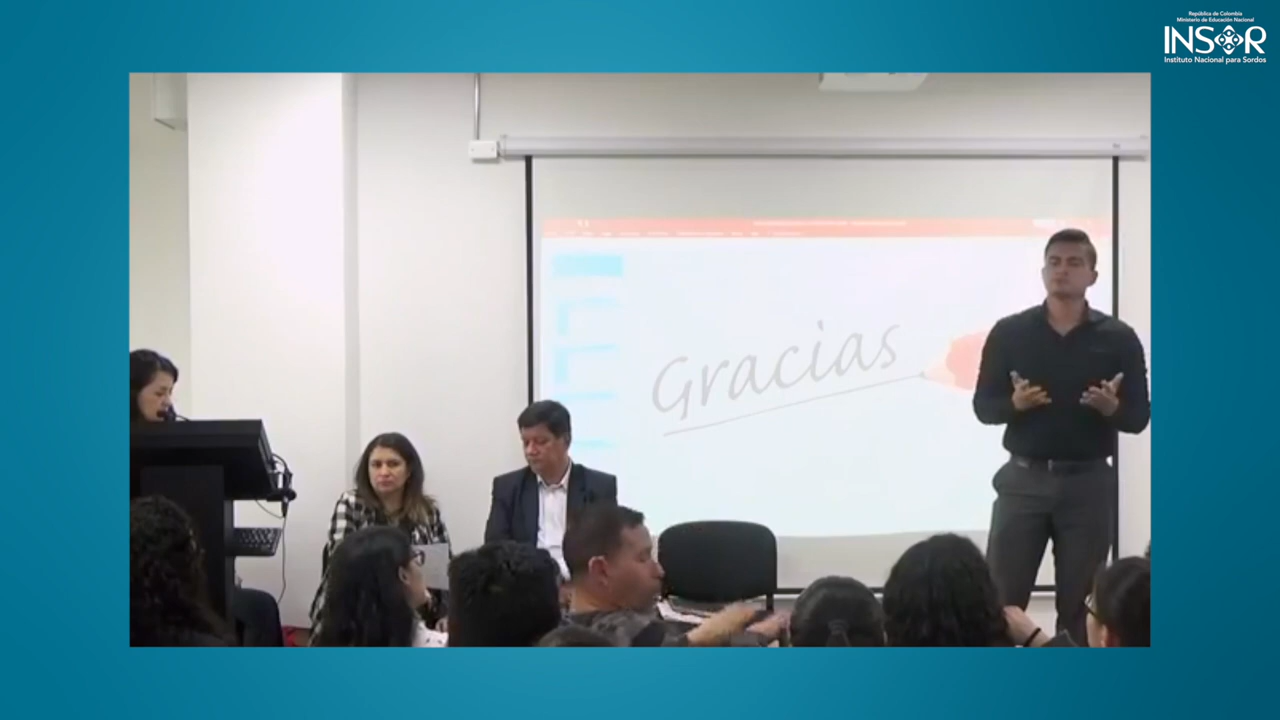 República de Colombia
Ministerio de Educación Nacional
INSOR
Instituto Nacional para Sordos
Gracias